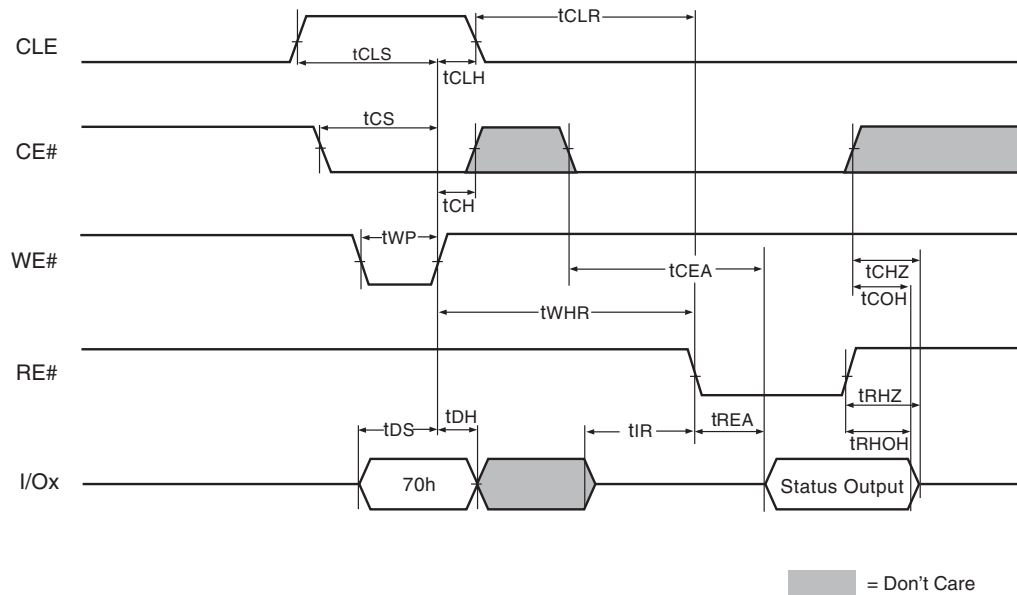 tCLR
CLE
tCLS
tCLH
tCS
CE#
tCH
tWP
WE#
tCEA
tCHZ
tCOH
tWHR
RE#
tRHZ
tDS
tDH
tIR
tREA
tRHOH
I/Ox
70h
Status Output
= Don't Care